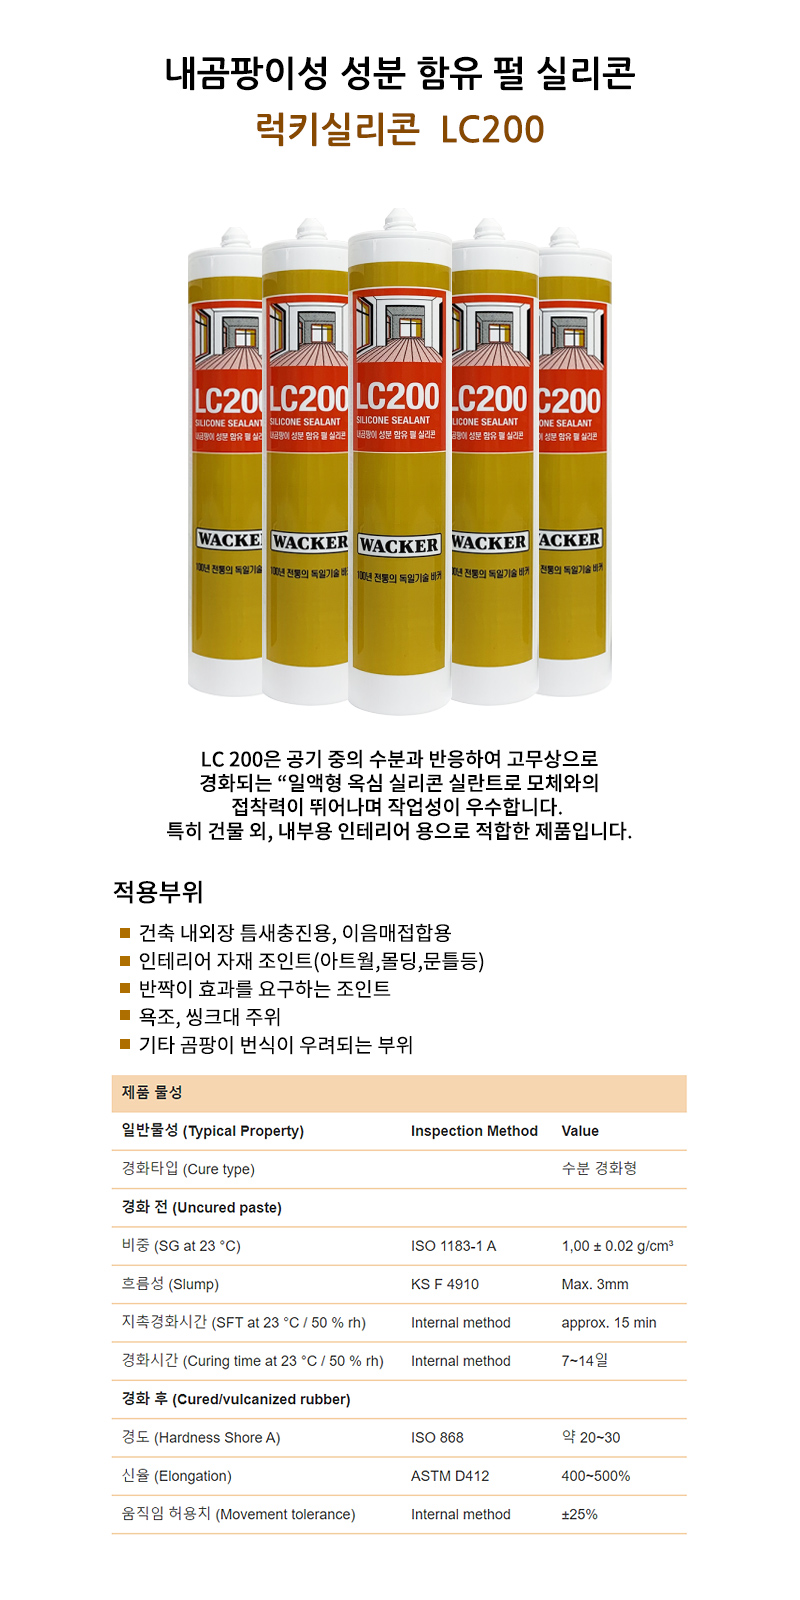 내곰팡이성 성분 함유 펄 실리콘
럭키실리콘 LC200
LC200
SILICONE SEALANT
내곰팡이 성분 함유 펄 실리콘
WACKER
100년 전통의 독일기술 바커
LC 200은 공기 중의 수분과 반응하여 고무상으로
경화되는 “일액형 옥심 실리콘 실란트로 모체와의
접착력이 뛰어나며 작업성이 우수합니다.
특히 건물 외, 내부용 인테리어 용으로 적합한 제품입니다.
적용부위
건축 내외장 틈새충진용, 이음매접합용
인테리어 자재 조인트(아트월,몰딩,문틀등)
반짝이 효과를 요구하는 조인트
욕조, 씽크대 주위
기타 곰팡이 번식이 우려되는 부위
제품 물성
일반물성 (Typical Property) Inspection Method Value
경화타입 (Cure type) 수분 경화형
경화 전 (Uncured paste)
비중 (SG at 23 °C) ISO 1183-1 A 1,00 ± 0.02 g/cm³
흐름성 (Slump) KS F 4910 Max. 3mm
지촉경화시간 (SFT at 23 °C / 50 % rh) Internal method approx. 15 min
경화시간 (Curing time at 23 °C / 50 % rh) Internal method 7~14일
경화 후 (Cured/vulcanized rubber)
경도 (Hardness Shore A) ISO 868 약 20~30
신율 (Elongation) ASTM D412 400~500%
움직임 허용치 (Movement tolerance) Internal method ±25%